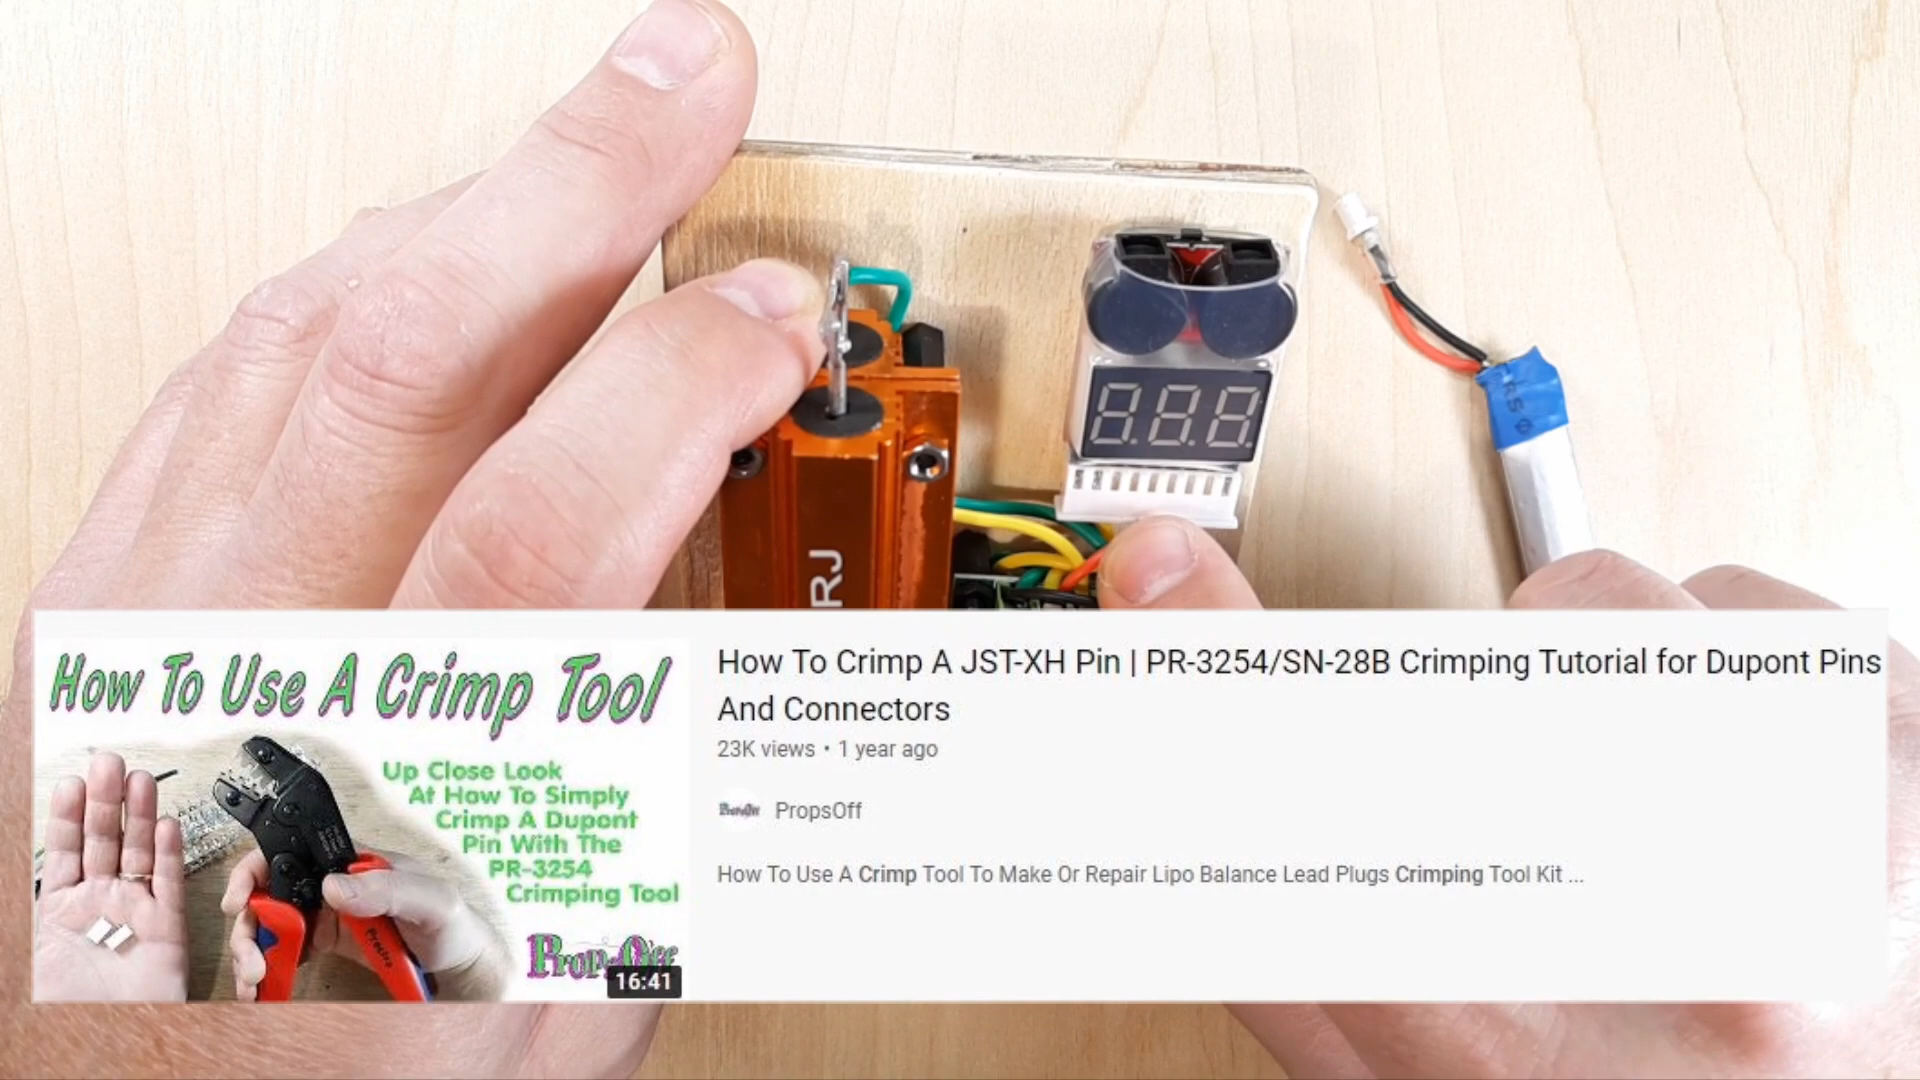 8.8.8.
RJ
How To Use A Crimp Tool
Up Close Look
At How To Simply
Crimp A Dupont
Pin With The
PR-3254
Crimping Tool
16:41
How To Crimp A JST-XH Pin | PR-3254/SN-28B Crimping Tutorial for Dupont Pins
And Connectors
23K views • 1 year ago
PropsOff
How To Use A Crimp Tool To Make Or Repair Lipo Balance Lead Plugs Crimping Tool Kit ...